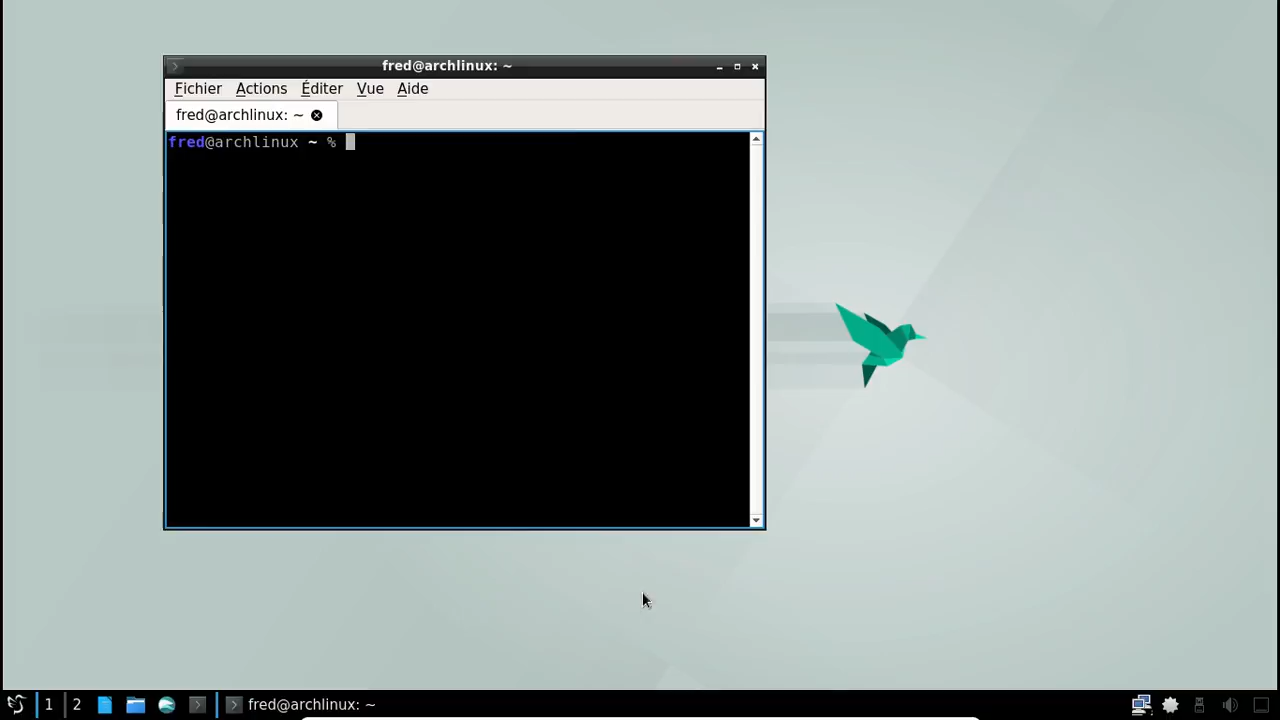 fred@archlinux: ~
Fichier Actions Éditer Vue Aide
fred@archlinux: ~
fred@archlinux ~ %
1 2 fred@archlinux: ~